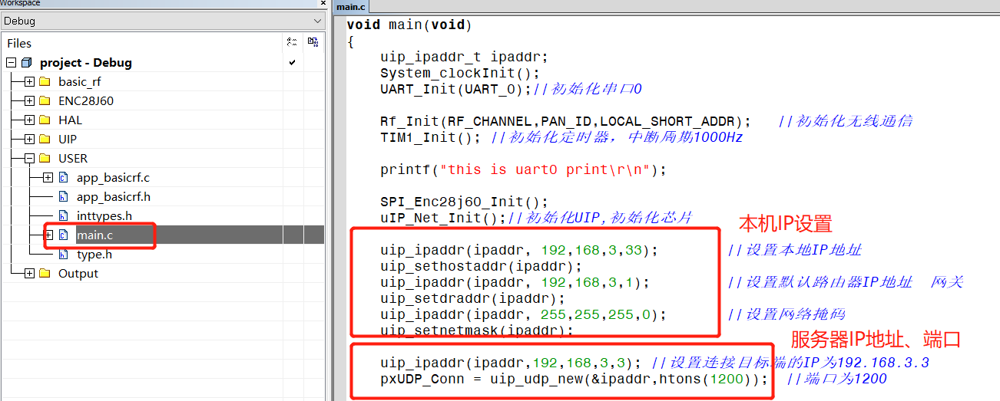 Workspace
Debug
Files
project - Debug
basic_rf
ENC28J60
HAL
UIP
USER
app_basicrf.c
app_basicrf.h
inttypes.h
main.c
type.h
Output
main.c
void main(void)
{
uip_ipaddr_t ipaddr;
System_clockInit();
UART_Init(UART_0);//初始化串口0
Rf_Init(RF_CHANNEL,PAN_ID,LOCAL_SHORT_ADDR); //初始化无线通信
TIM1_Init(); //初始化定时器，中断周期1000Hz
printf("this is uart0 print\r\n");
SPI_Enc28j60_Init();
uIP_Net_Init();//初始化UIP,初始化芯片
本机IP设置
uip_ipaddr(ipaddr, 192,168,3,33); //设置本地IP地址
uip_sethostaddr(ipaddr);
uip_ipaddr(ipaddr, 192,168,3,1); //设置默认路由器IP地址 网关
uip_setdraddr(ipaddr);
uip_ipaddr(ipaddr, 255,255,255,0); //设置网络掩码
uip_setnetmask(ipaddr);
服务器IP地址、端口
uip_ipaddr(ipaddr,192,168,3,3); //设置连接目标端的IP为192.168.3.3
pxUDP_Conn = uip_udp_new(&ipaddr,htons(1200)); //端口为1200